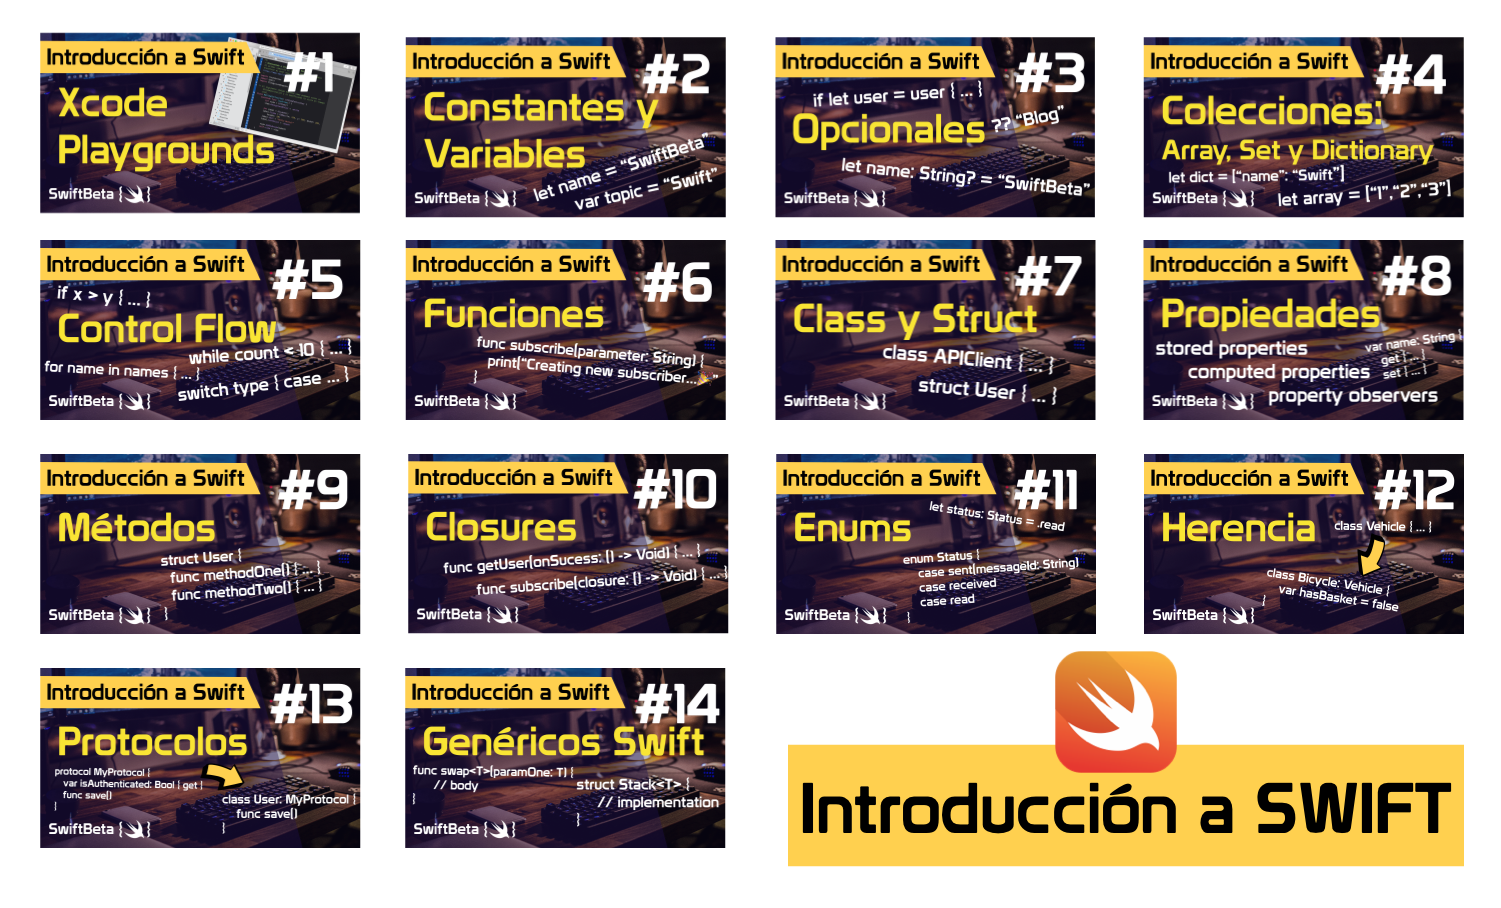 Introducción a Swift
#1
Xcode
Playgrounds
SwiftBeta {}
Introducción a Swift
#2
Constantes y
Variables
let name = “SwiftBeta”
var topic = “Swift”
SwiftBeta {}
Introducción a Swift
#3
if let user = user { ... }
Opcionales
?? “Blog”
let name: String? = “SwiftBeta”
SwiftBeta {}
Introducción a Swift
#4
Colecciones:
Array, Set y Dictionary
let dict = [“name”: “Swift”]
let array = [“1”,“2”,“3”]
SwiftBeta {}
Introducción a Swift
#5
if x > y { ... }
Control Flow
while count < 10 { ... }
for name in names { ... }
switch type { case ... }
SwiftBeta {}
Introducción a Swift
#6
Funciones
func subscribe(parameter: String) {
print(“Creating new subscriber...🎉”
}
SwiftBeta {}
Introducción a Swift
#7
Class y Struct
class APIClient { ... }
struct User { ... }
SwiftBeta {}
Introducción a Swift
#8
Propiedades
stored properties
computed properties
property observers
var name: String {
get { ... }
set { ... }
SwiftBeta {}
Introducción a Swift
#9
Métodos
struct User {
func methodOne() { ... }
func methodTwo() { ... }
}
SwiftBeta {}
Introducción a Swift
#10
Closures
func getUser(onSucess: () -> Void) { ... }
func subscribe(closure: () -> Void) { ... }
SwiftBeta {}
Introducción a Swift
#11
let status: Status = .read
Enums
enum Status {
case sent(messageId: String)
case received
case read
}
SwiftBeta {}
Introducción a Swift
#12
Herencia
class Vehicle { ... }
class Bicycle: Vehicle {
var hasBasket = false
}
SwiftBeta {}
Introducción a Swift
#13
Protocolos
protocol MyProtocol {
var isAuthenticated: Bool { get }
func save()
}
class User: MyProtocol {
func save()
}
SwiftBeta {}
Introducción a Swift
#14
Genéricos Swift
func swap<T>(paramOne: T) {
// body
}
struct Stack<T> {
// implementation
}
SwiftBeta {}
Introducción a SWIFT